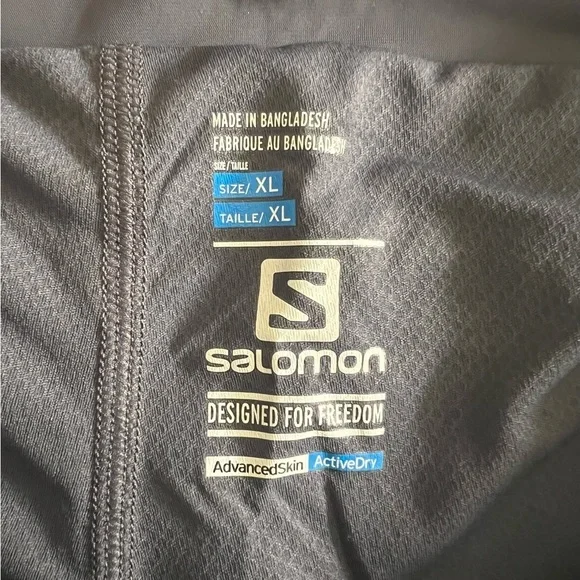 MADE IN BANGLADESH
FABRIQUE AU BANGLADESH
SIZE/ TAILLE
SIZE/ XL
TAILLE/ XL
S
SALOMON
DESIGNED FOR FREEDOM
AdvancedSkin ActiveDry